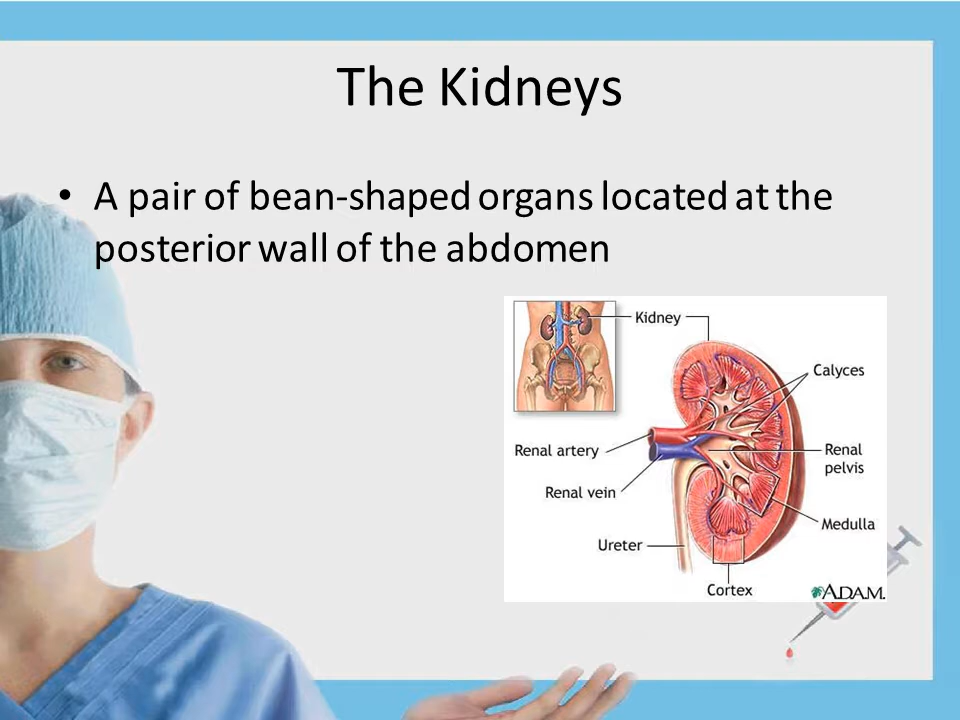 The Kidneys
• A pair of bean-shaped organs located at the
posterior wall of the abdomen
Kidney
Calyces
Renal artery
Renal
pelvis
Renal vein
Medulla
Ureter
Cortex
A.D.A.M.